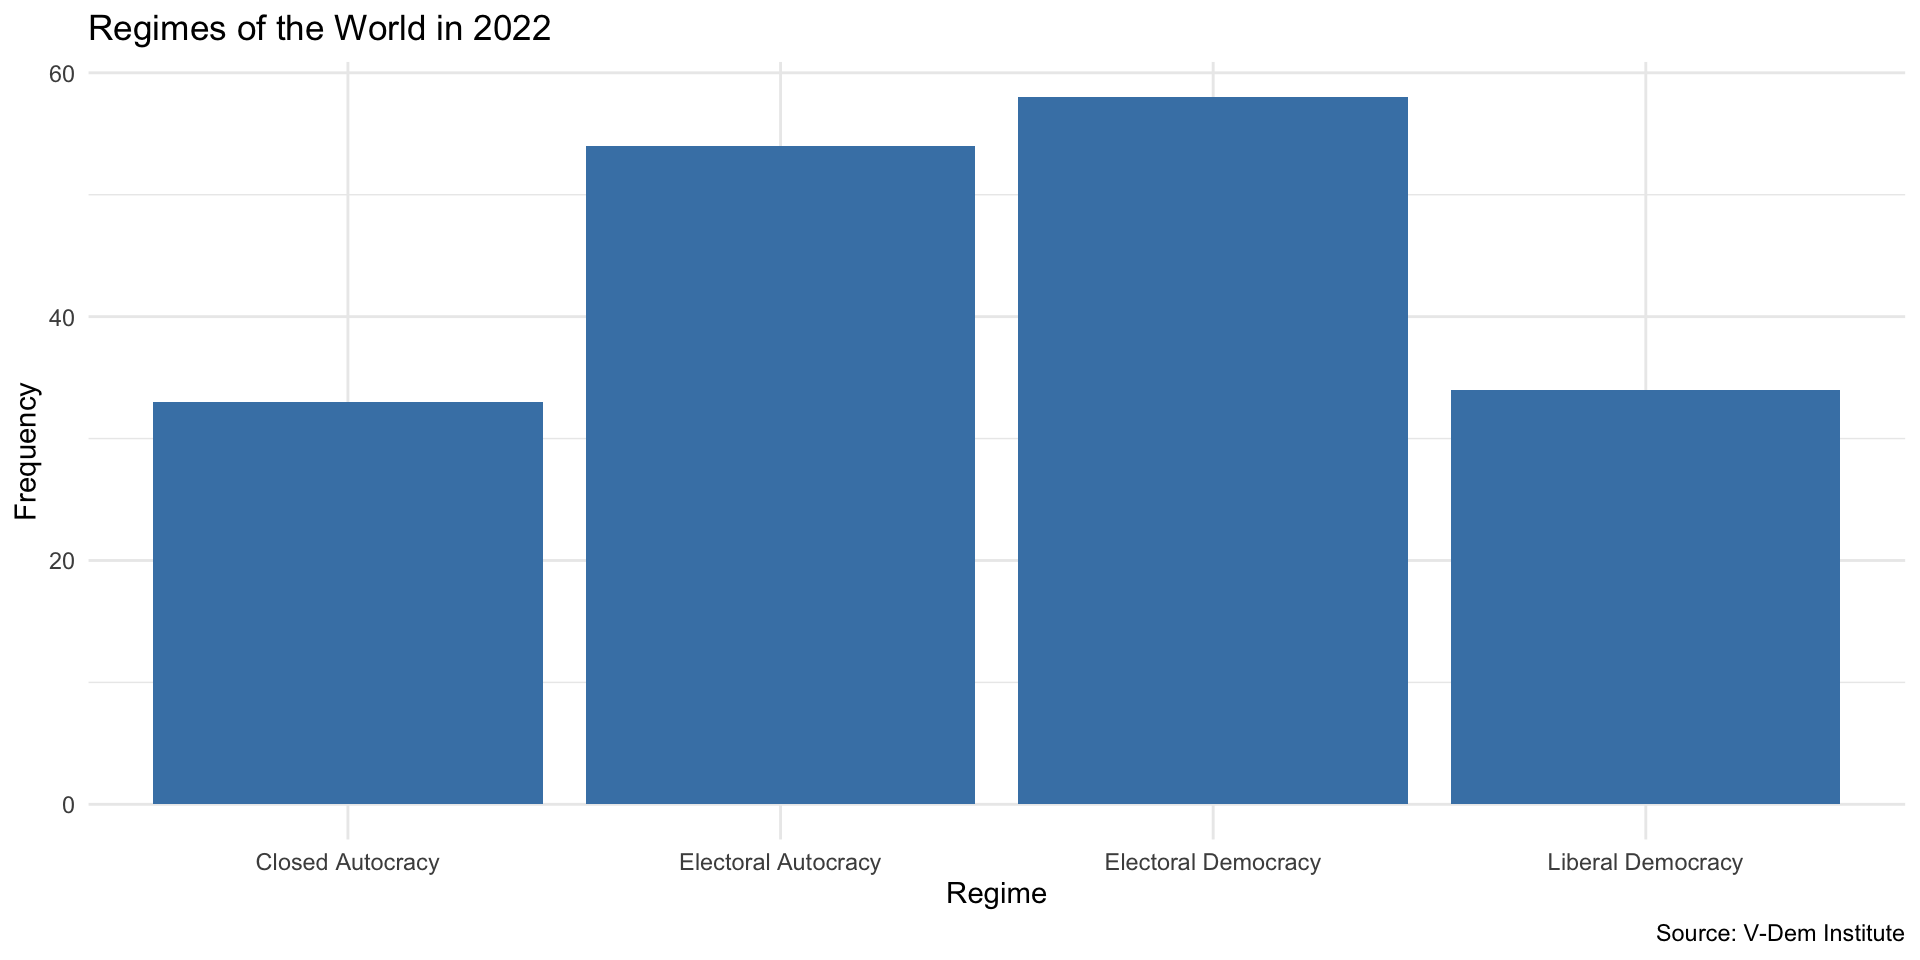 Regimes of the World in 2022
60
40
20
0
Frequency
Closed Autocracy
Electoral Autocracy
Electoral Democracy
Liberal Democracy
Regime
Source: V-Dem Institute